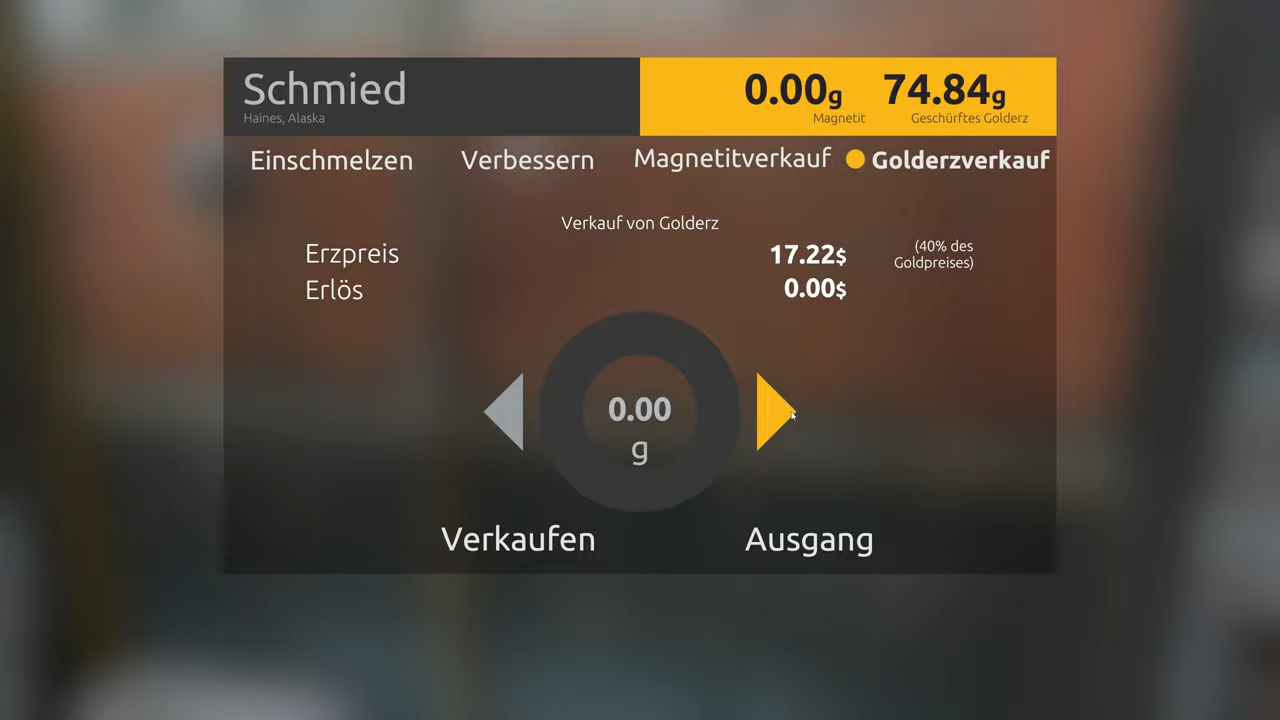 Schmied
Haines, Alaska
0.00g 74.84g
Magnetit Geschürftes Golderz
Einschmelzen Verbessern Magnetitverkauf Golderzverkauf
Verkauf von Golderz
Erzpreis 17.22$ (40% des
Goldpreises)
Erlös 0.00$
0.00
g
Verkaufen Ausgang